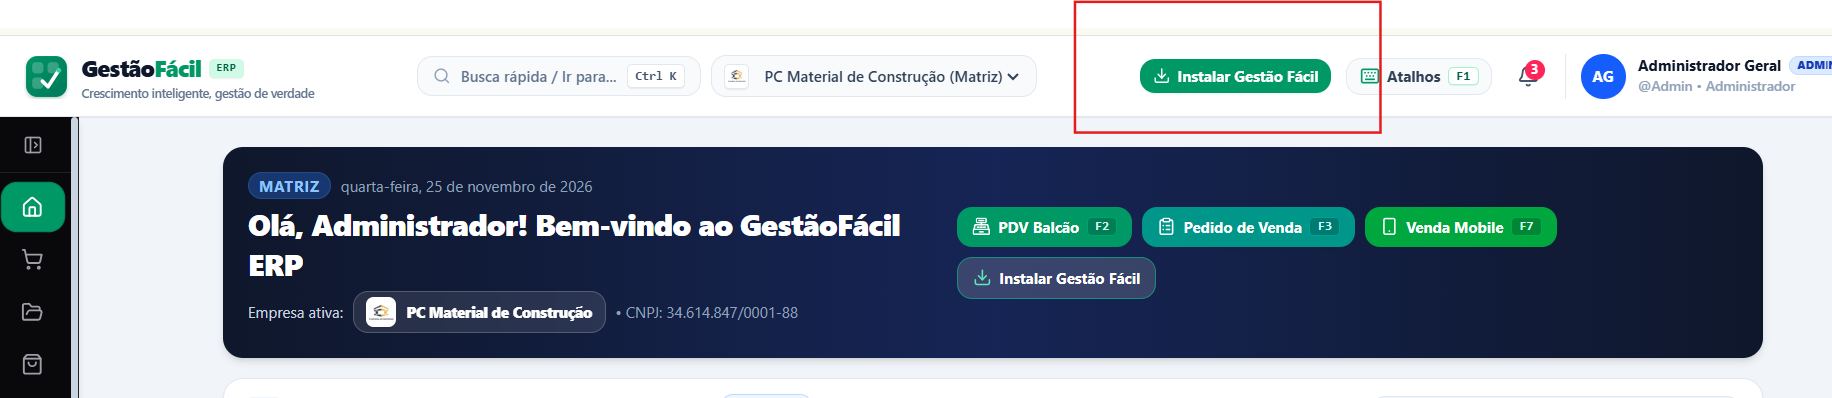 GestãoFácil ERP
Crescimento inteligente, gestão de verdade
Busca rápida / Ir para... Ctrl K
PC Material de Construção (Matriz)
Instalar Gestão Fácil
Atalhos F1
3
AG
Administrador Geral
@Admin • Administrador
MATRIZ quarta-feira, 25 de novembro de 2026
Olá, Administrador! Bem-vindo ao GestãoFácil
ERP
Empresa ativa: PC Material de Construção • CNPJ: 34.614.847/0001-88
PDV Balcão F2
Pedido de Venda F3
Venda Mobile F7
Instalar Gestão Fácil